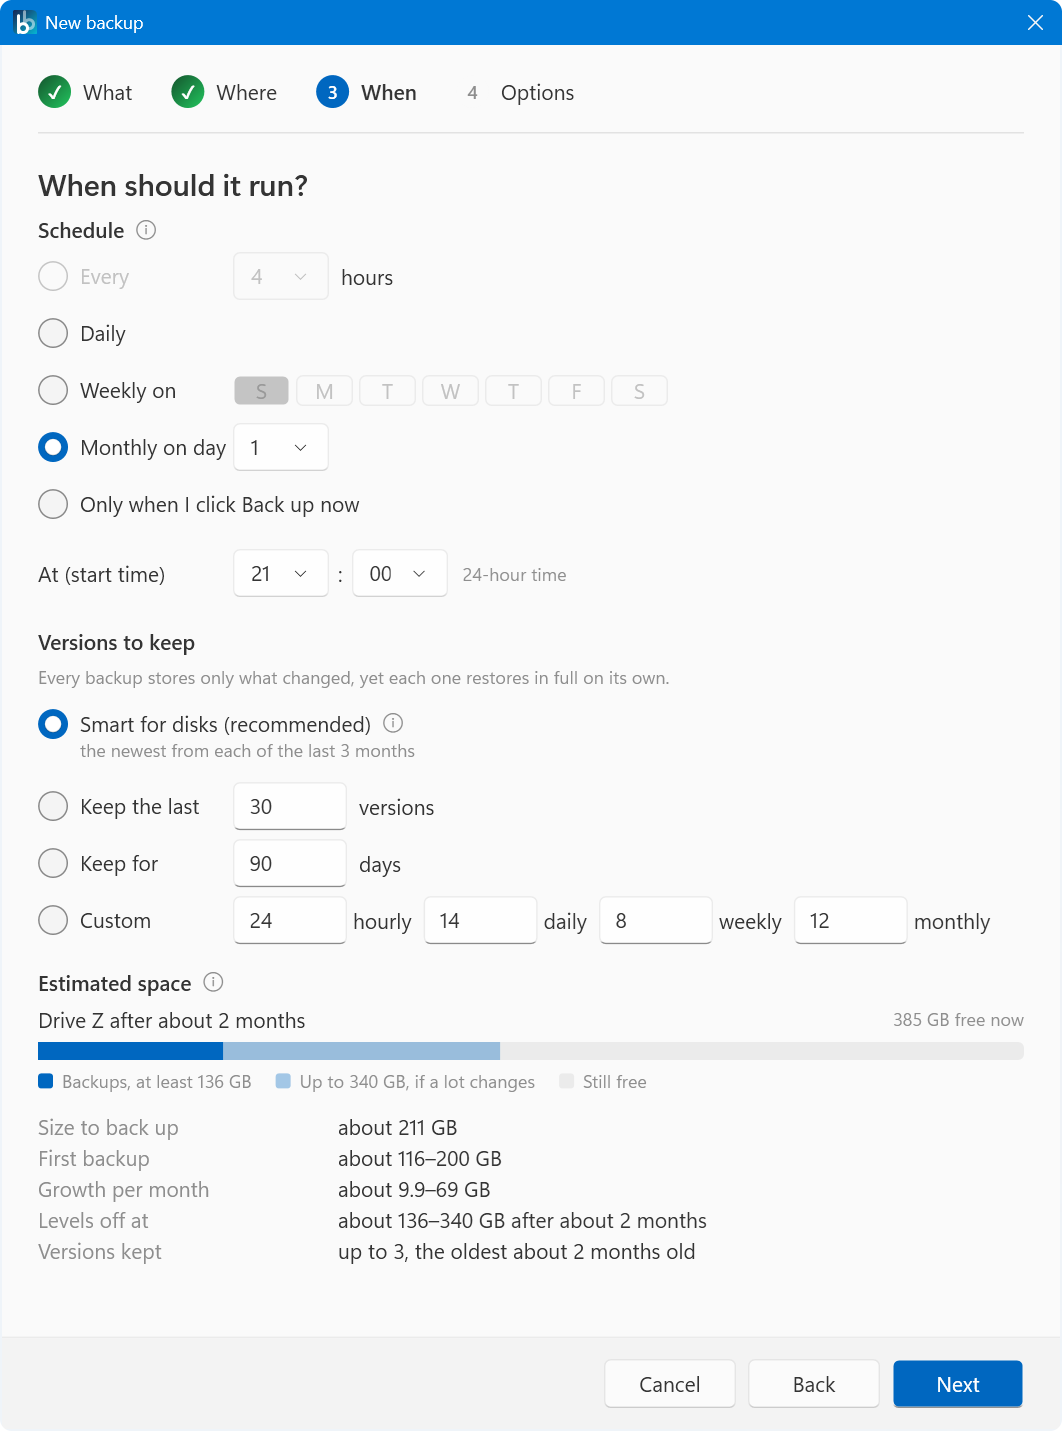 New backup
What
Where
3 When
4 Options
When should it run?
Schedule
Every 4 hours
Daily
Weekly on S M T W T F S
Monthly on day 1
Only when I click Back up now
At (start time) 21 : 00 24-hour time
Versions to keep
Every backup stores only what changed, yet each one restores in full on its own.
Smart for disks (recommended)
the newest from each of the last 3 months
Keep the last 30 versions
Keep for 90 days
Custom 24 hourly 14 daily 8 weekly 12 monthly
Estimated space
Drive Z after about 2 months 385 GB free now
Backups, at least 136 GB Up to 340 GB, if a lot changes Still free
Size to back up about 211 GB
First backup about 116–200 GB
Growth per month about 9.9–69 GB
Levels off at about 136–340 GB after about 2 months
Versions kept up to 3, the oldest about 2 months old
Cancel Back Next